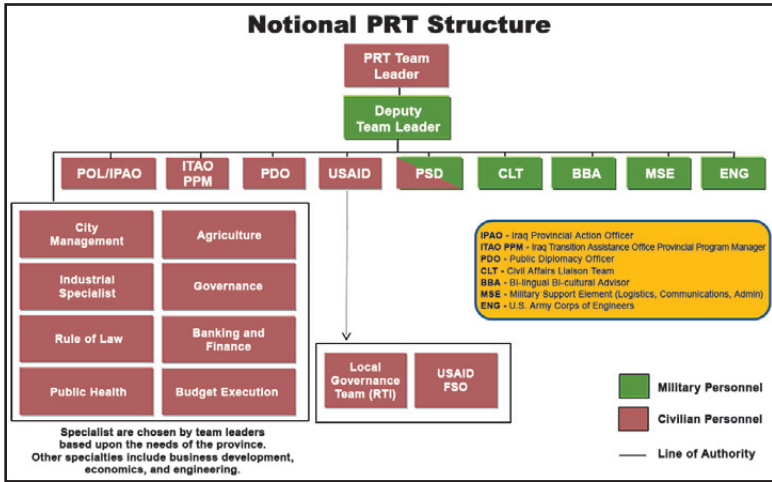 Notional PRT Structure
PRT Team
Leader
Deputy
Team Leader
POL/IPAO
ITAO
PPM
PDO
USAID
PSD
CLT
BBA
MSE
ENG
City
Management
Agriculture
Industrial
Specialist
Governance
Rule of Law
Banking and
Finance
Public Health
Budget Execution
Specialist are chosen by team leaders
based upon the needs of the province.
Other specialties include business development,
economics, and engineering.
Local
Governance
Team (RTI)
USAID
FSO
IPAO - Iraq Provincial Action Officer
ITAO PPM - Iraq Transition Assistance Office Provincial Program Manager
PDO - Public Diplomacy Officer
CLT - Civil Affairs Liaison Team
BBA - Bi-lingual Bi-cultural Advisor
MSE - Military Support Element (Logistics, Communications, Admin)
ENG - U.S. Army Corps of Engineers
Military Personnel
Civilian Personnel
Line of Authority